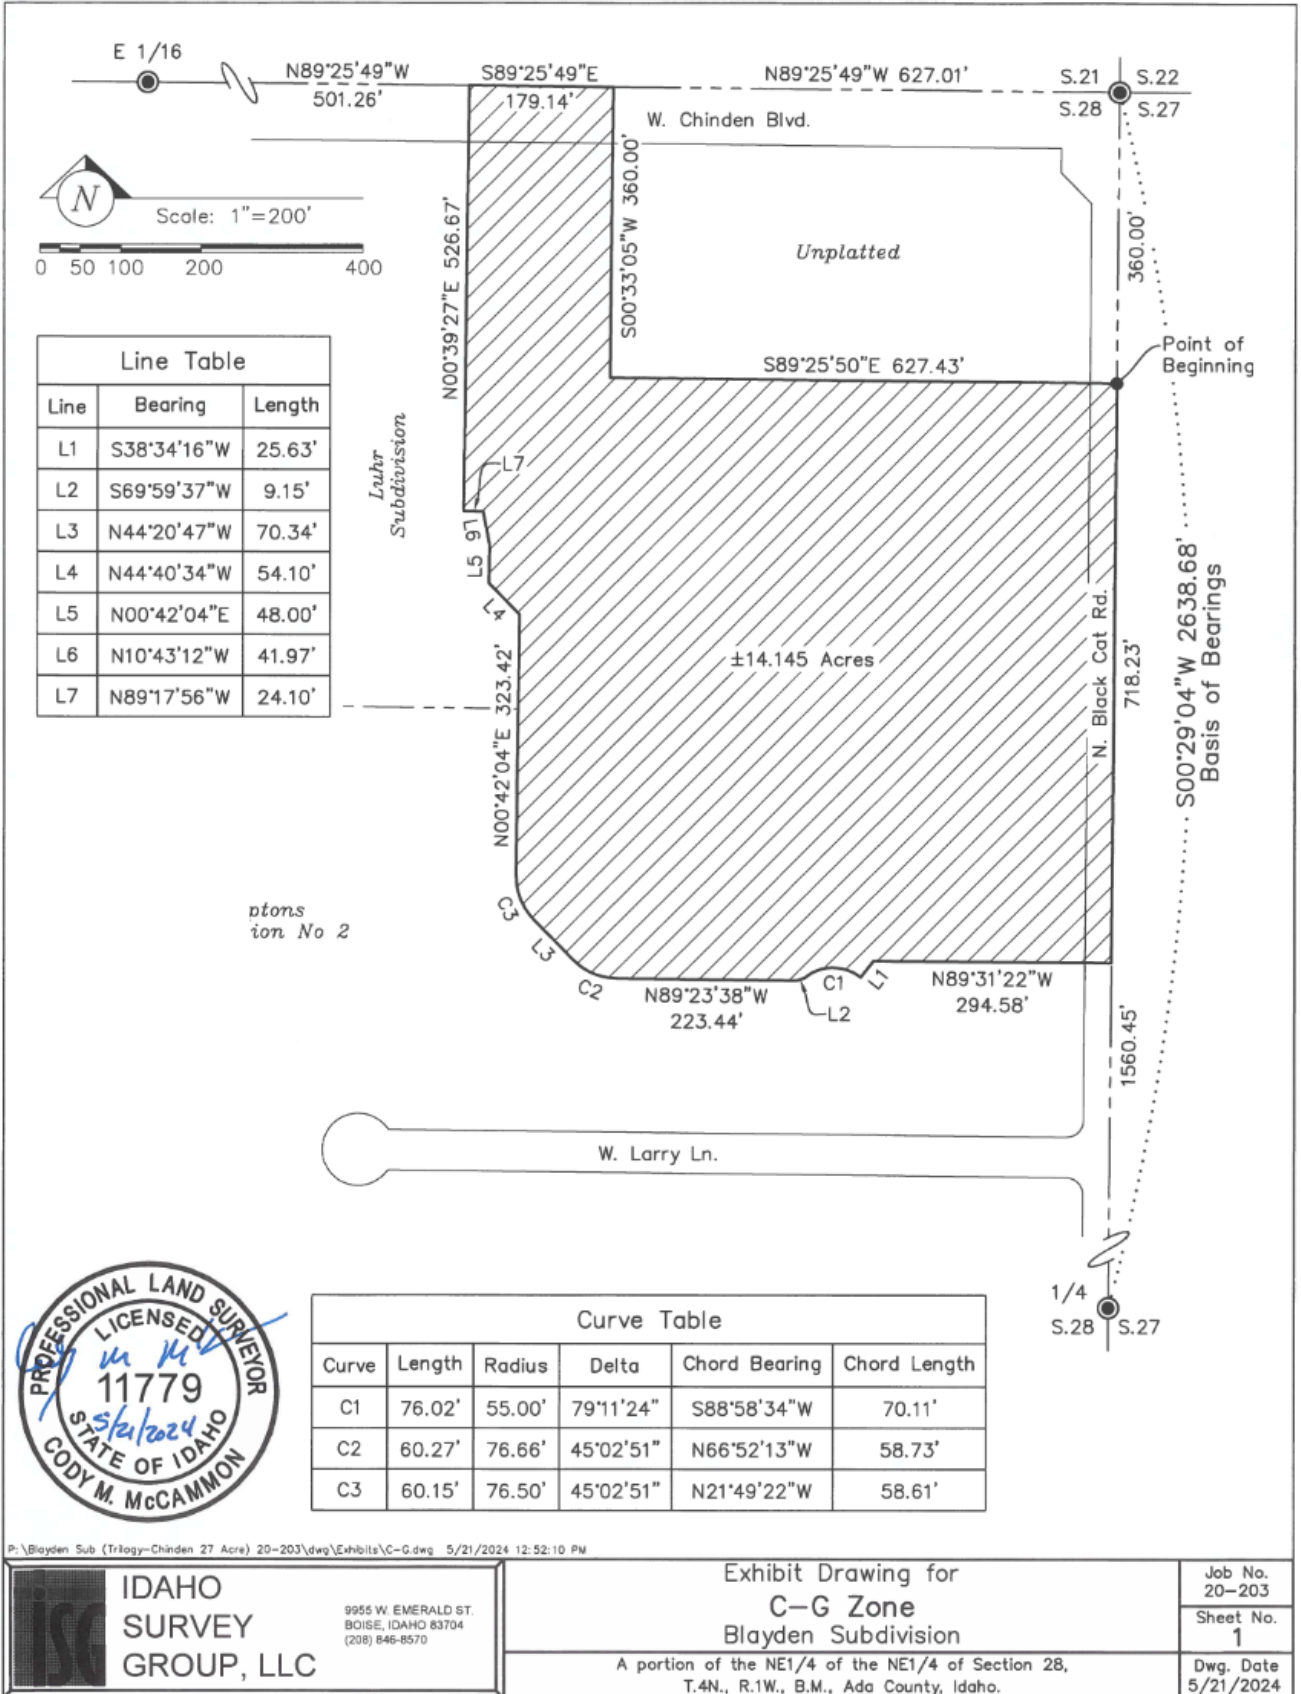 E 1/16
N89°25'49"W
501.26'
S89°25'49"E
179.14'
N89°25'49"W 627.01'
S.21 S.22
S.28 S.27
W. Chinden Blvd.
N
Scale: 1"=200'
0 50 100 200 400
N00°39'27"E 526.67'
S00°33'05"W 360.00'
Unplatted
360.00'
S89°25'50"E 627.43'
Point of
Beginning
Line Table
Line Bearing Length
L1 S38°34'16"W 25.63'
L2 S69°59'37"W 9.15'
L3 N44°20'47"W 70.34'
L4 N44°40'34"W 54.10'
L5 N00°42'04"E 48.00'
L6 N10°43'12"W 41.97'
L7 N89°17'56"W 24.10'
Luhr
Subdivision
L7
L6
L5
L4
±14.145 Acres
N. Black Cat Rd.
718.23'
S00°29'04"W 2638.68'
Basis of Bearings
N00°42'04"E 323.42'
ptons
ion No 2
C3
L3
C2
N89°23'38"W
223.44'
C1
L2
L1
N89°31'22"W
294.58'
1560.45'
W. Larry Ln.
1/4
S.28 S.27
PROFESSIONAL LAND SURVEYOR
LICENSED
11779
5/21/2024
STATE OF IDAHO
CODY M. McCAMMON
Curve Table
Curve Length Radius Delta Chord Bearing Chord Length
C1 76.02' 55.00' 79°11'24" S88°58'34"W 70.11'
C2 60.27' 76.66' 45°02'51" N66°52'13"W 58.73'
C3 60.15' 76.50' 45°02'51" N21°49'22"W 58.61'
P:\Blayden Sub (Trilogy-Chinden 27 Acre) 20-203\dwg\Exhibits\C-G.dwg 5/21/2024 12:52:10 PM
isg
IDAHO
SURVEY
GROUP, LLC
9955 W. EMERALD ST.
BOISE, IDAHO 83704
(208) 846-8570
Exhibit Drawing for
C-G Zone
Blayden Subdivision
A portion of the NE1/4 of the NE1/4 of Section 28,
T.4N., R.1W., B.M., Ada County, Idaho.
Job No.
20-203
Sheet No.
1
Dwg. Date
5/21/2024